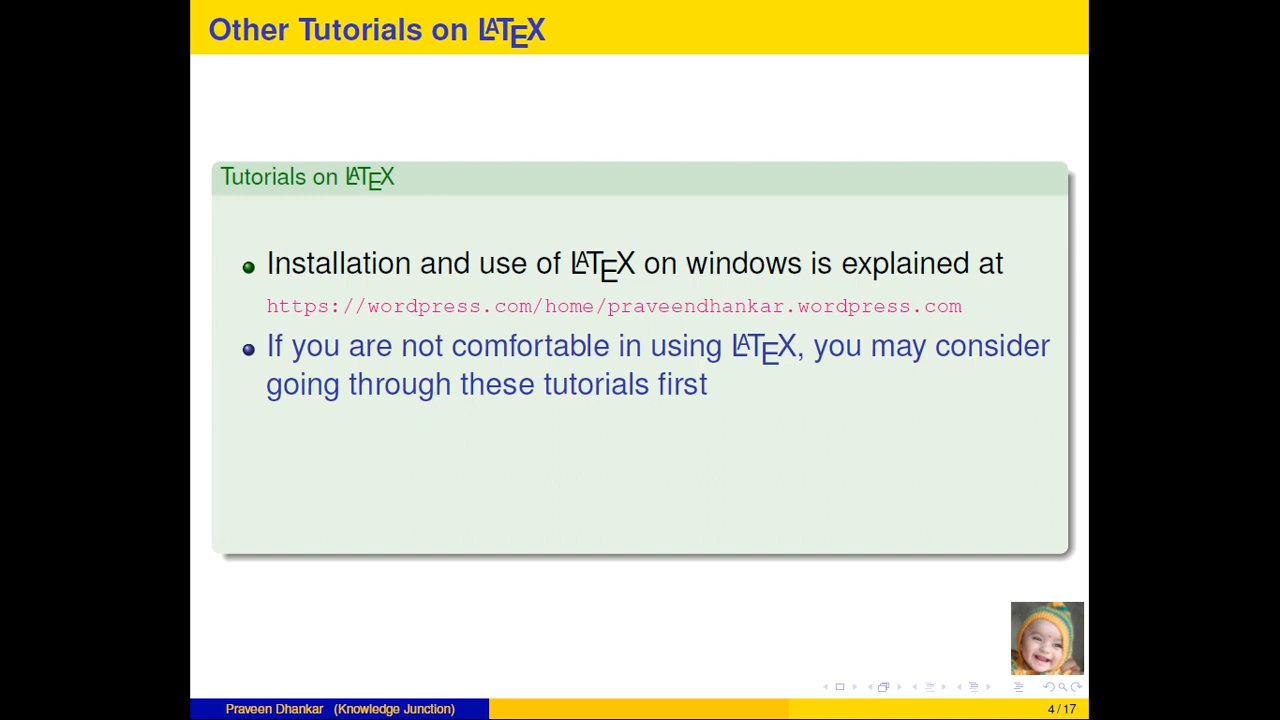 Other Tutorials on LATEX
Tutorials on LATEX
Installation and use of LATEX on windows is explained at
https://wordpress.com/home/praveendhankar.wordpress.com
If you are not comfortable in using LATEX, you may consider
going through these tutorials first
Praveen Dhankar (Knowledge Junction)
4 / 17